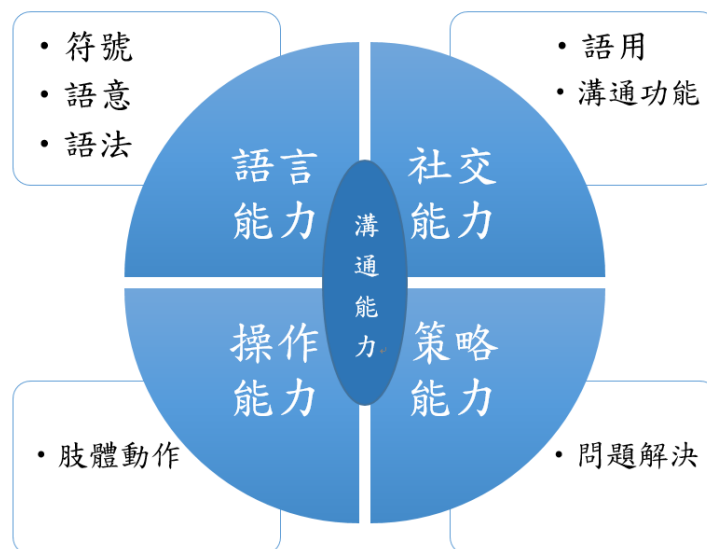 • 符號
• 語意
• 語法
• 語用
• 溝通功能
語言
能力
社交
能力
溝
通
能
力
操作
能力
策略
能力
• 肢體動作
• 問題解決